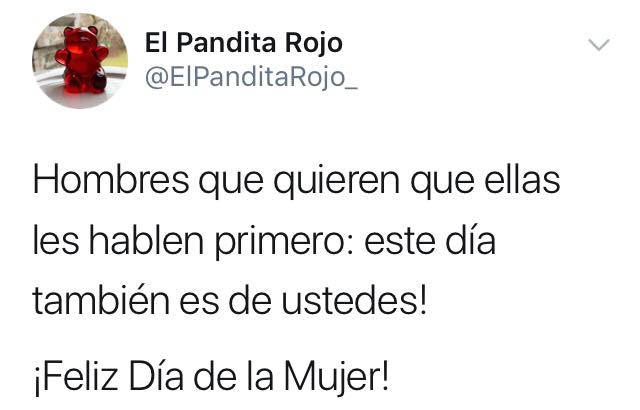 El Pandita Rojo
@ElPanditaRojo_
Hombres que quieren que ellas
les hablen primero: este día
también es de ustedes!
¡Feliz Día de la Mujer!